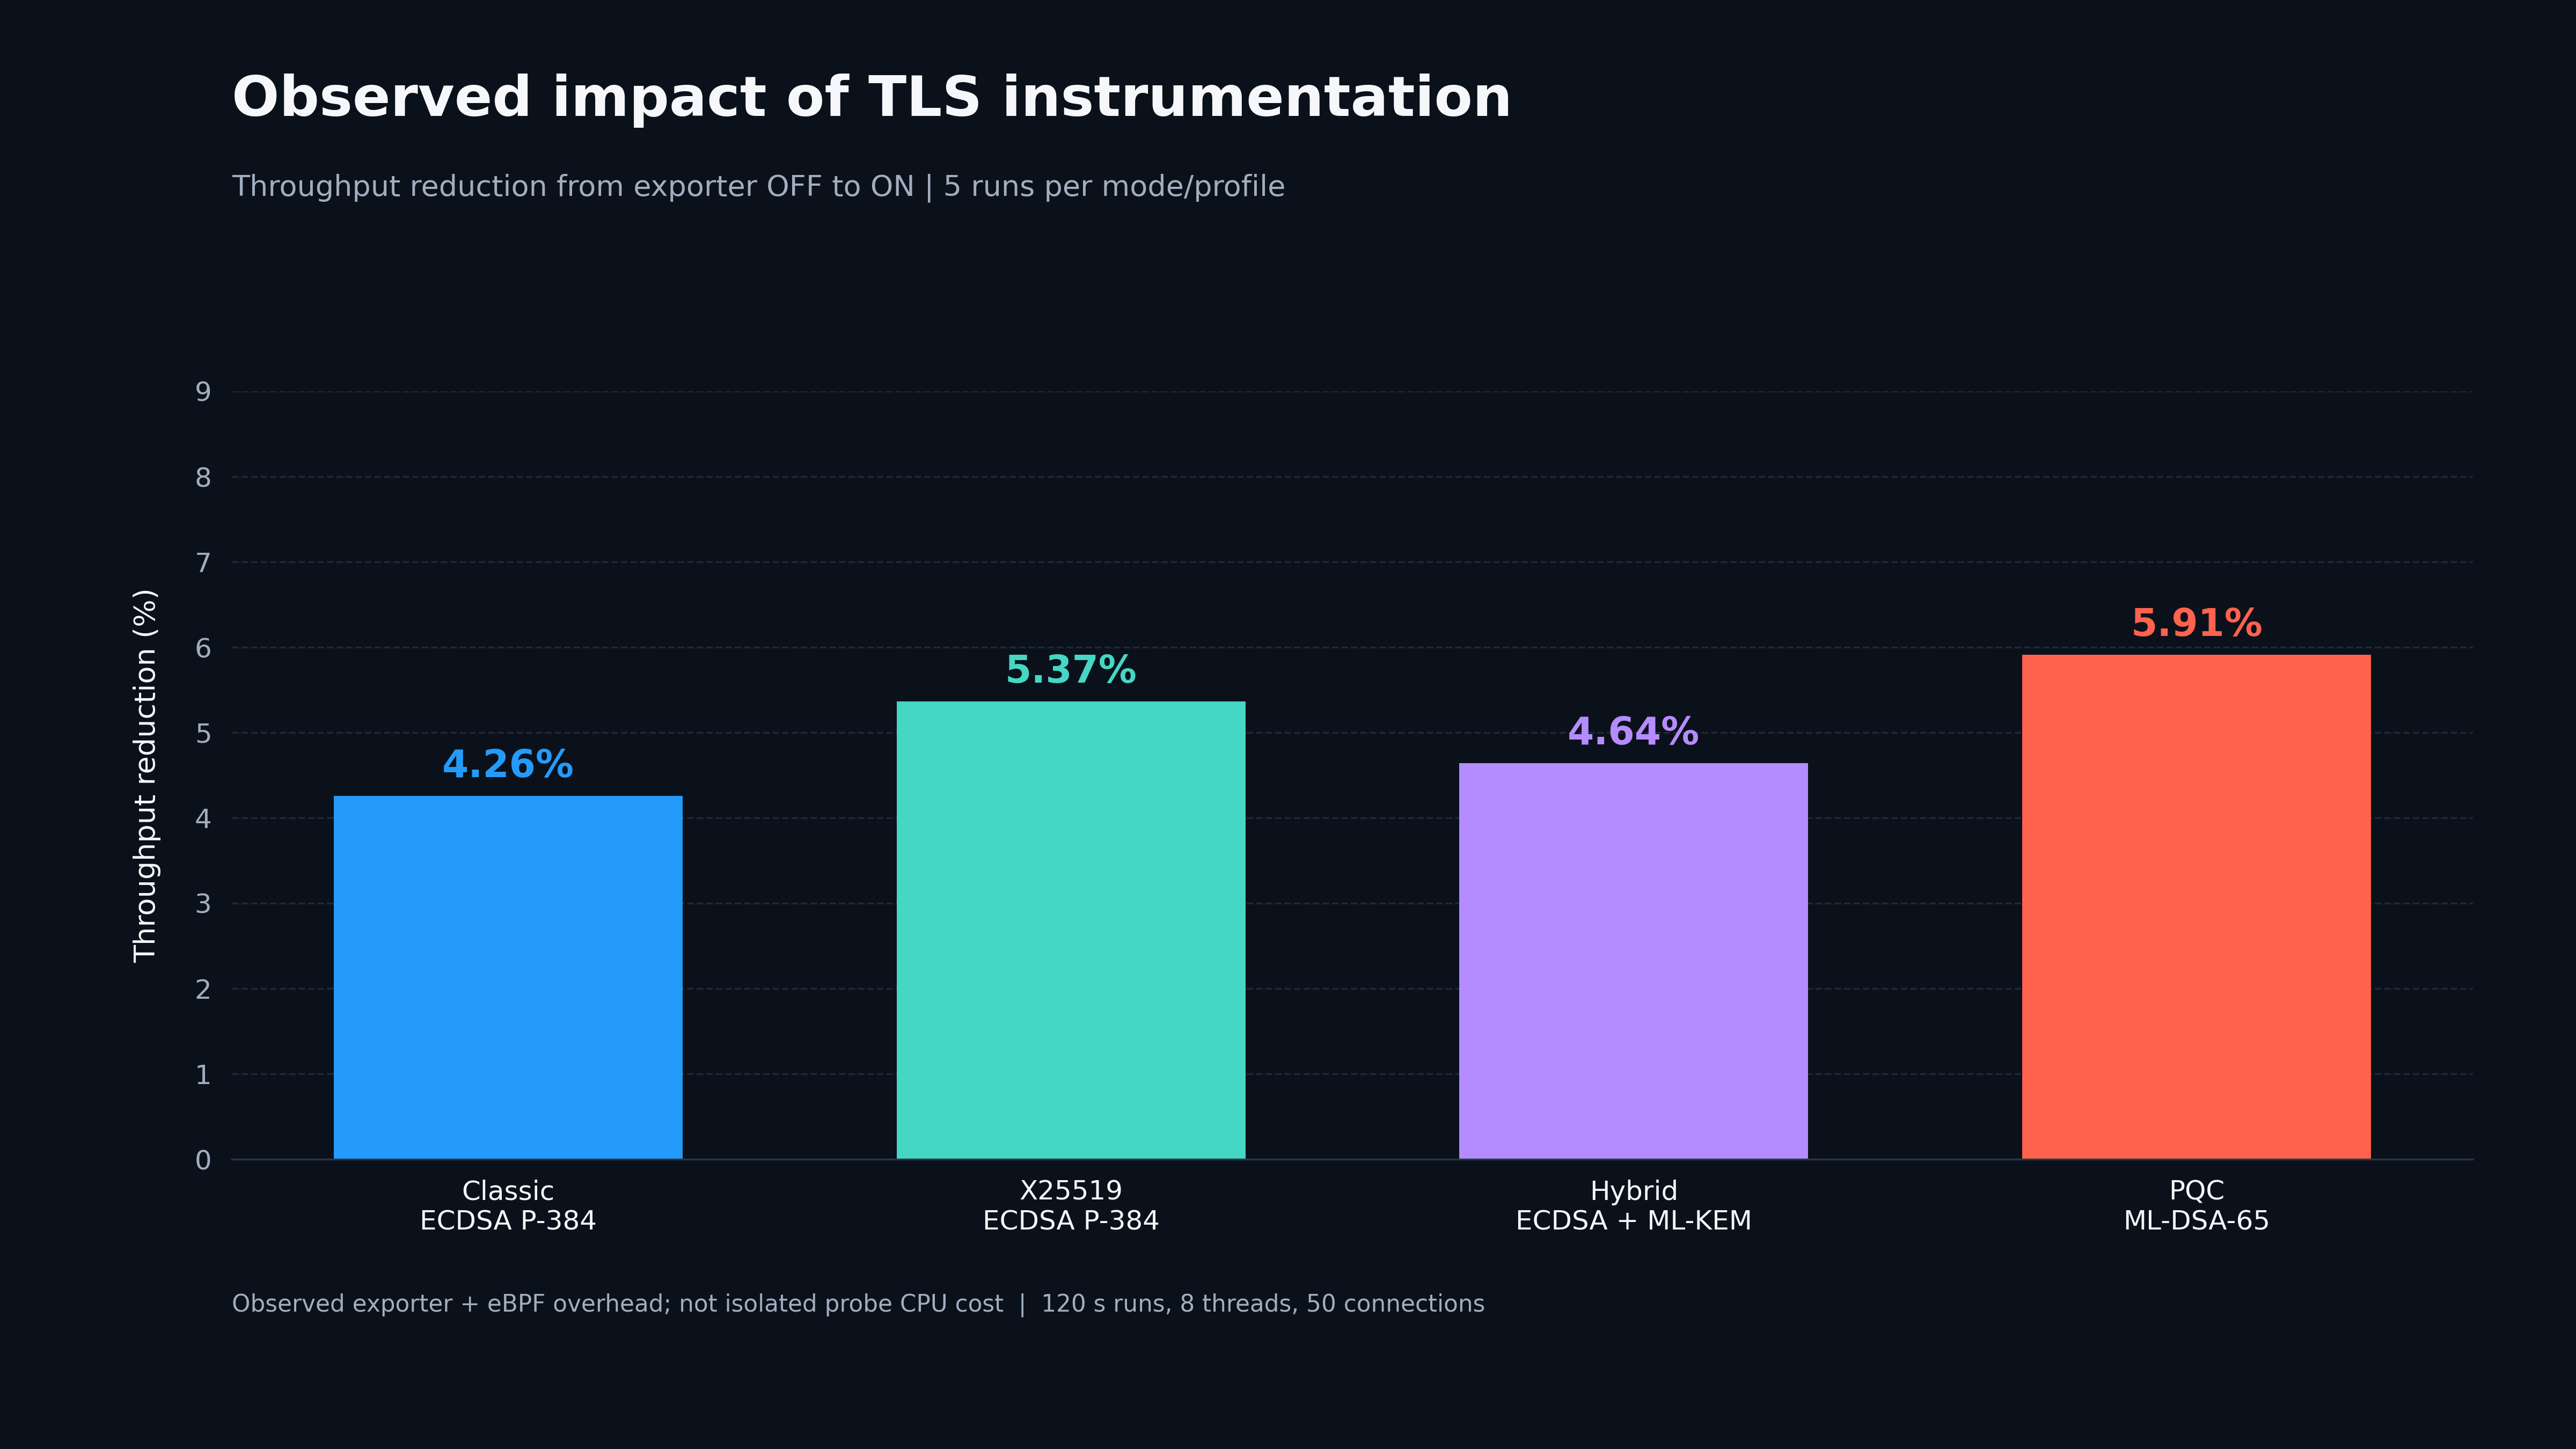 Observed impact of TLS instrumentation
Throughput reduction from exporter OFF to ON | 5 runs per mode/profile
Throughput reduction (%)
9
8
7
6
5
4
3
2
1
0
4.26%
5.37%
4.64%
5.91%
Classic
ECDSA P-384
X25519
ECDSA P-384
Hybrid
ECDSA + ML-KEM
PQC
ML-DSA-65
Observed exporter + eBPF overhead; not isolated probe CPU cost | 120 s runs, 8 threads, 50 connections